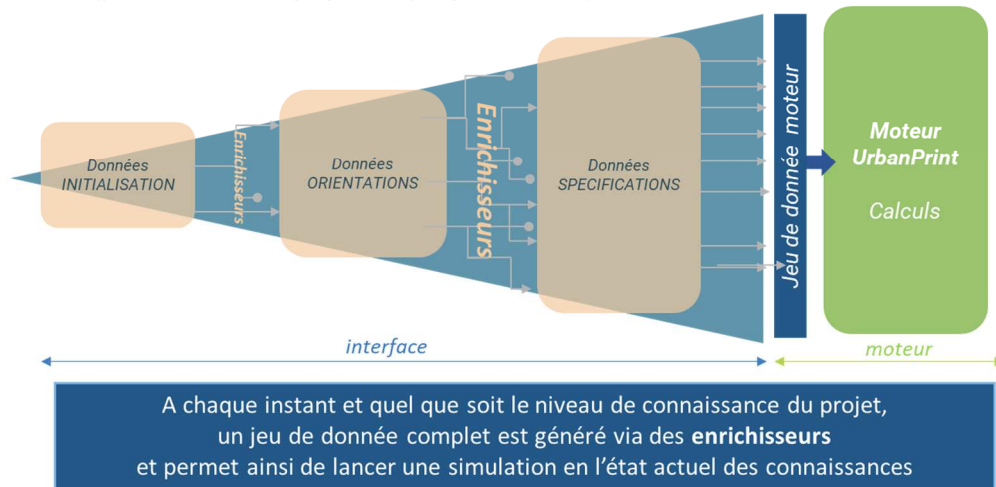 Données
INITIALISATION
Enrichisseurs
Données
ORIENTATIONS
Enrichisseurs
Données
SPECIFICATIONS
Jeu de donnée moteur
Moteur
UrbanPrint
Calculs
interface
moteur
A chaque instant et quel que soit le niveau de connaissance du projet,
un jeu de donnée complet est généré via des enrichisseurs
et permet ainsi de lancer une simulation en l'état actuel des connaissances